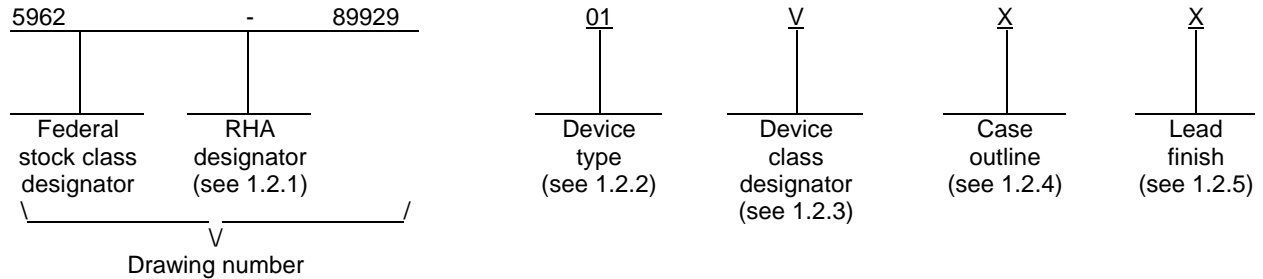 5962 - 89929 01 V X X
Federal stock class designator
RHA designator (see 1.2.1)
Device type (see 1.2.2)
Device class designator (see 1.2.3)
Case outline (see 1.2.4)
Lead finish (see 1.2.5)
\ /
\/
Drawing number